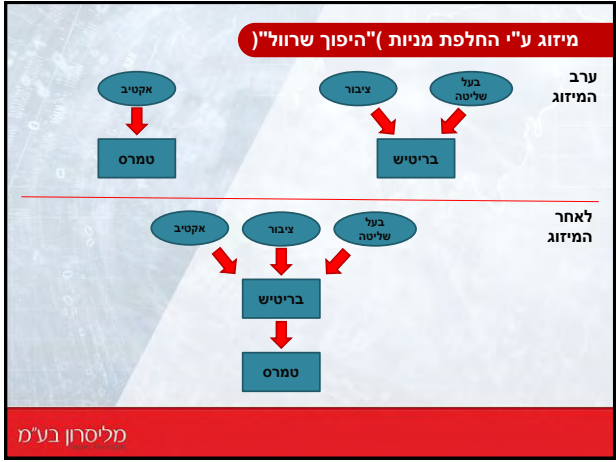 מיזוג ע"י החלפת מניות )"היפוך שרוול"(
ערב
המיזוג
בעל
שליטה
ציבור
אקטיב
בריטיש
טמרס
לאחר
המיזוג
בעל
שליטה
ציבור
אקטיב
בריטיש
טמרס
מליסרון בע"מ